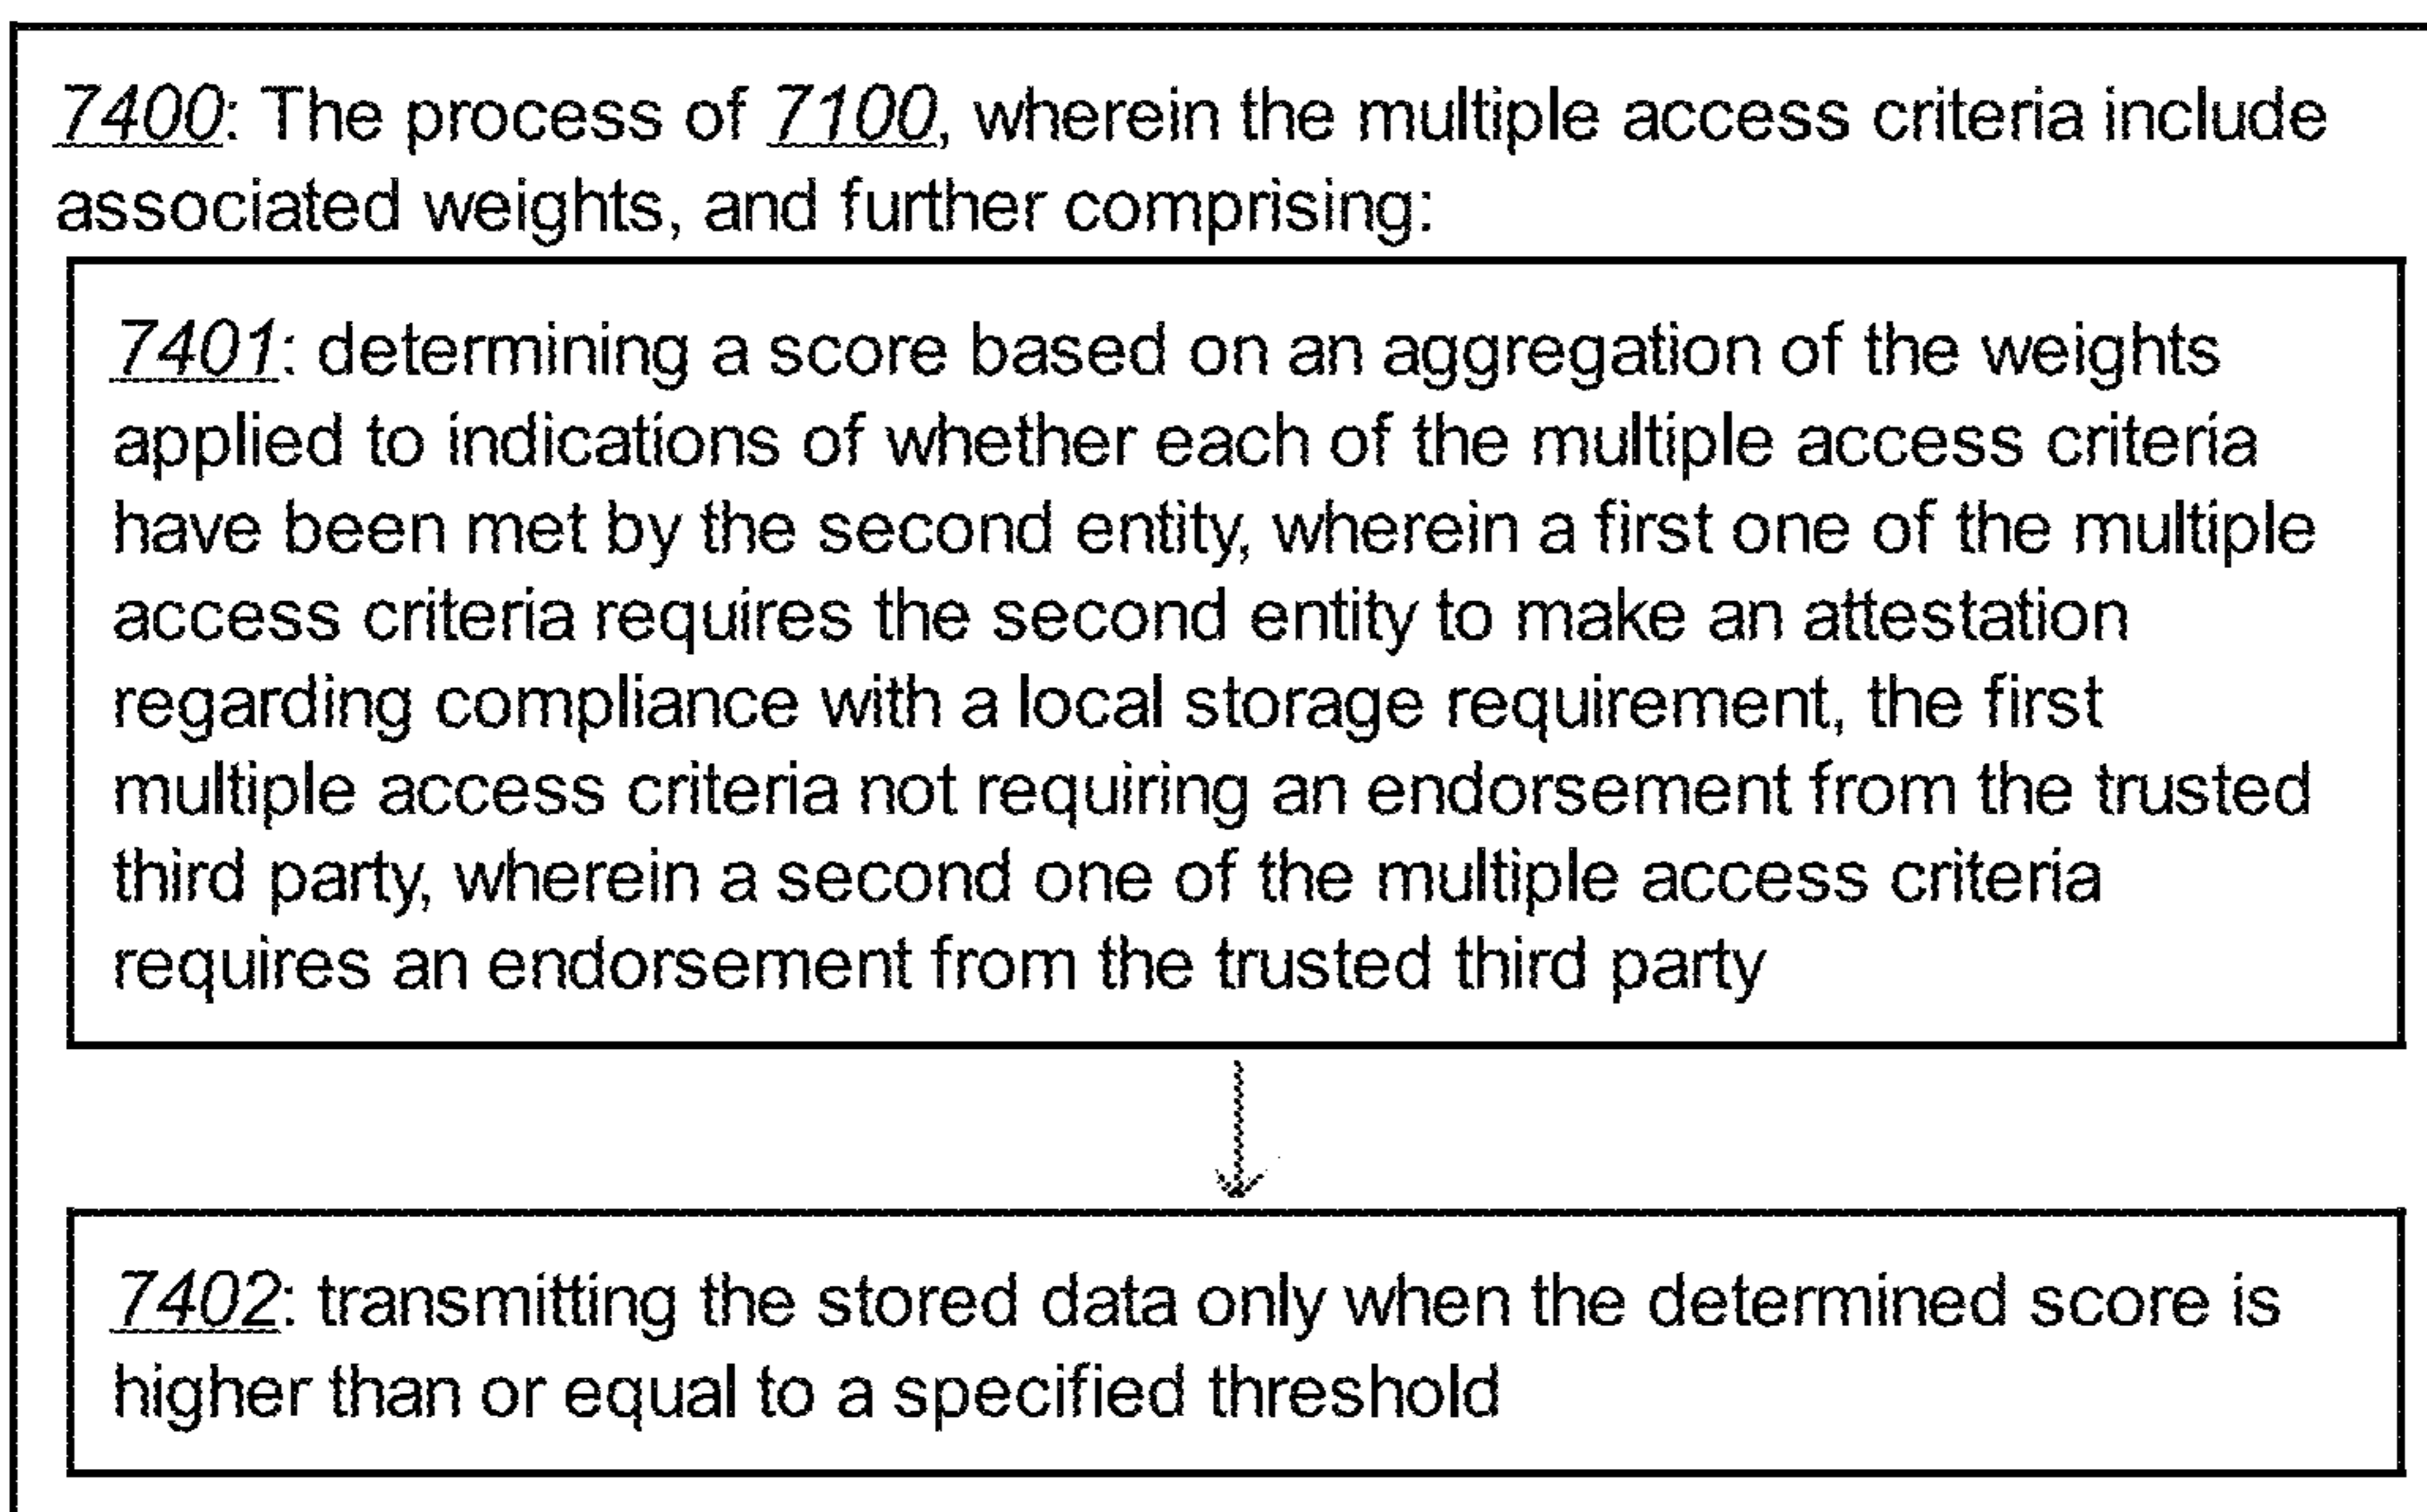 7400: The process of 7100, wherein the multiple access criteria include
associated weights, and further comprising:
7401: determining a score based on an aggregation of the weights
applied to indications of whether each of the multiple access criteria
have been met by the second entity, wherein a first one of the multiple
access criteria requires the second entity to make an attestation
regarding compliance with a local storage requirement, the first
multiple access criteria not requiring an endorsement from the trusted
third party, wherein a second one of the multiple access criteria
requires an endorsement from the trusted third party
7402: transmitting the stored data only when the determined score is
higher than or equal to a specified threshold